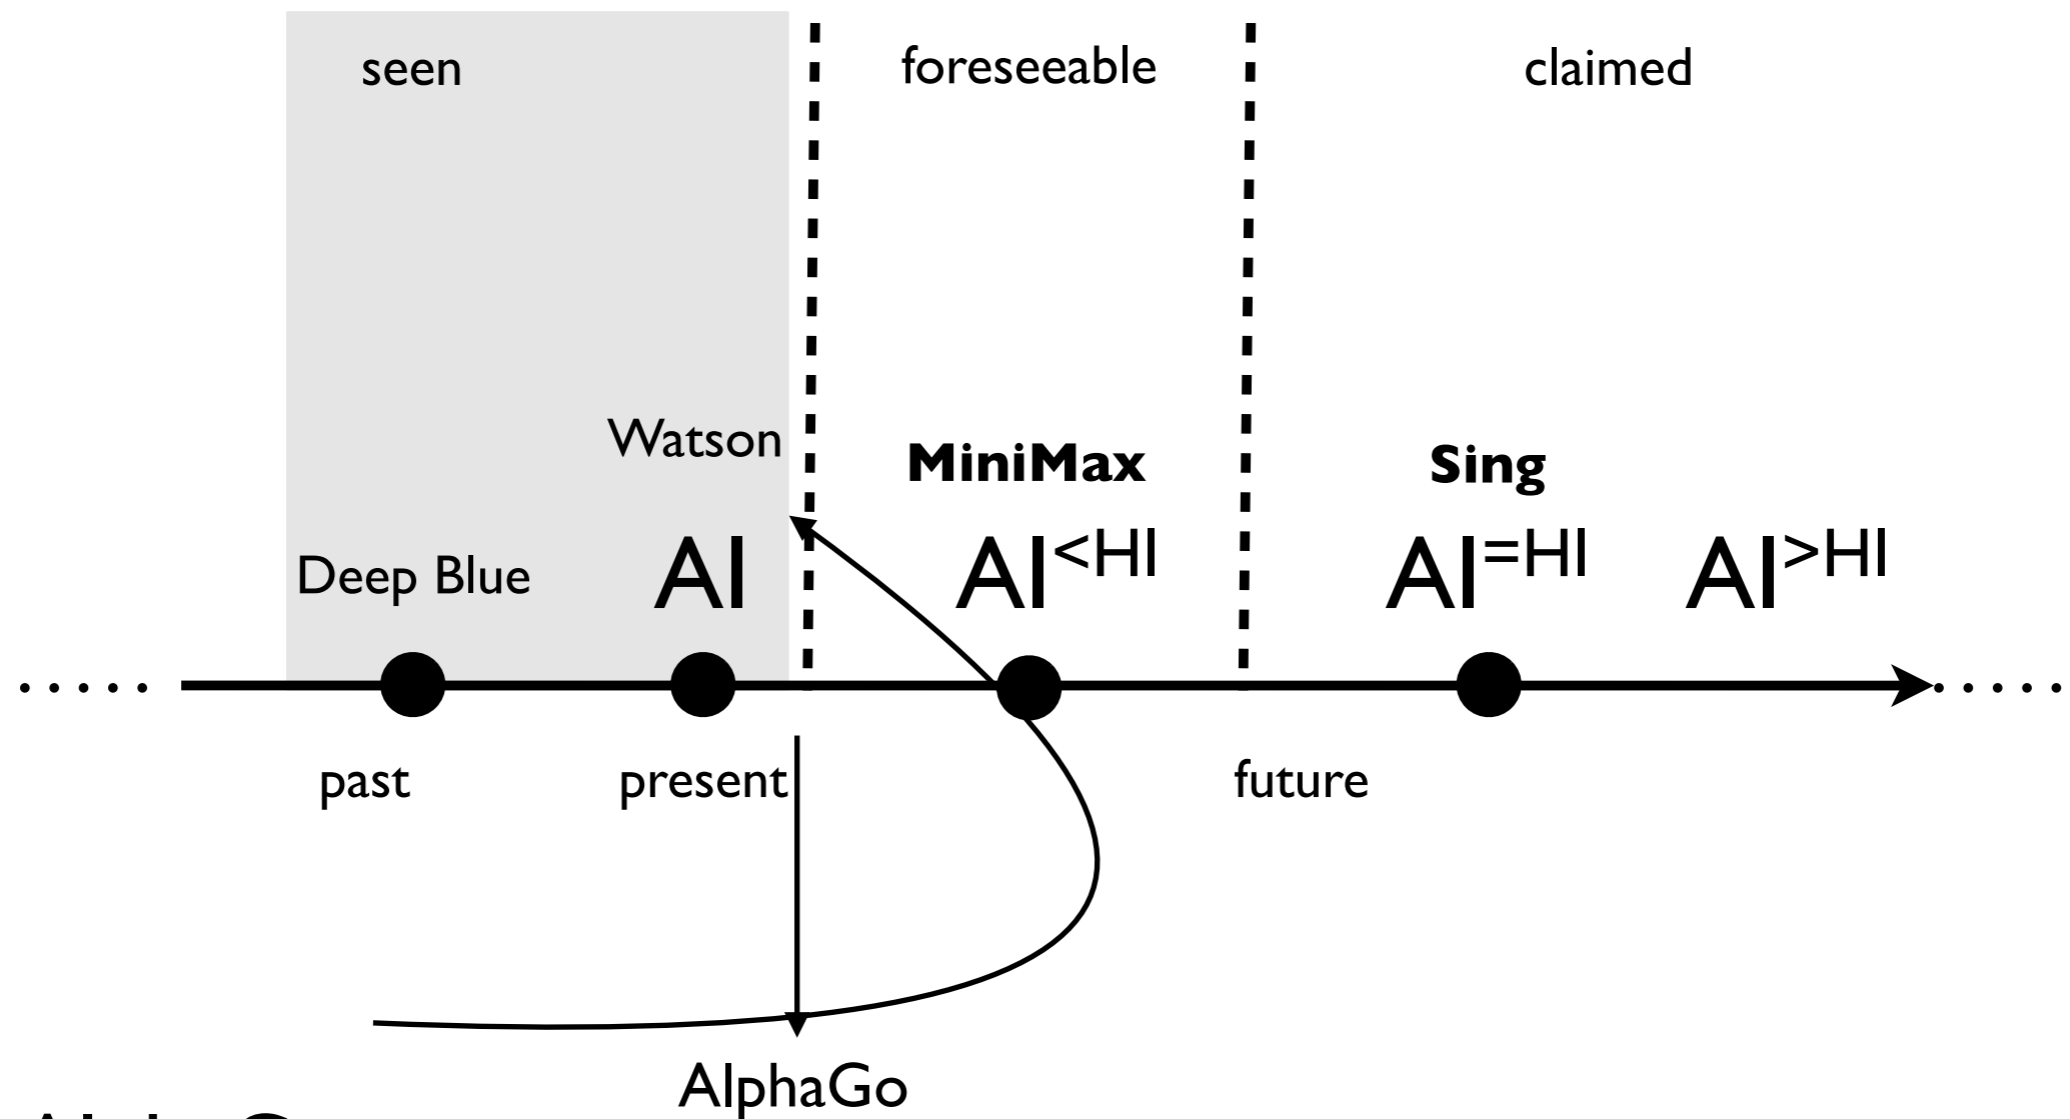 seen
foreseeable
claimed
Watson
MiniMax
Sing
Deep Blue
AI
AI<HI
AI=HI
AI>HI
past
present
future
AlphaGo